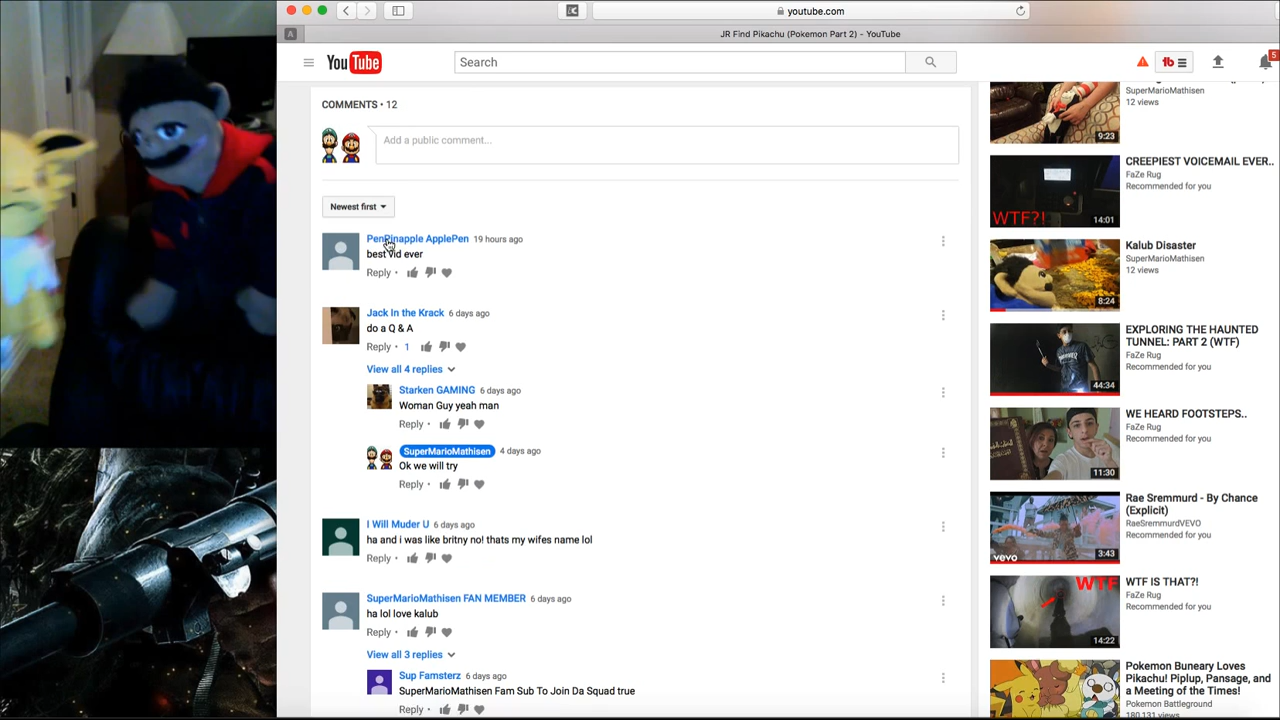 youtube.com
A
JR Find Pikachu (Pokemon Part 2) - YouTube
YouTube
Search
tb
5
COMMENTS • 12
Add a public comment...
Newest first
PenPinapple ApplePen 19 hours ago
best vid ever
Reply •
Jack In the Krack 6 days ago
do a Q & A
Reply • 1
View all 4 replies
Starken GAMING 6 days ago
Woman Guy yeah man
Reply •
SuperMarioMathisen 4 days ago
Ok we will try
Reply •
I Will Muder U 6 days ago
ha and i was like britny no! thats my wifes name lol
Reply •
SuperMarioMathisen FAN MEMBER 6 days ago
ha lol love kalub
Reply •
View all 3 replies
Sup Famsterz 6 days ago
SuperMarioMathisen Fam Sub To Join Da Squad true
Reply •
SuperMarioMathisen
12 views
9:23
CREEPIEST VOICEMAIL EVER..
FaZe Rug
Recommended for you
WTF?!
14:01
Kalub Disaster
SuperMarioMathisen
12 views
8:24
EXPLORING THE HAUNTED
TUNNEL: PART 2 (WTF)
FaZe Rug
Recommended for you
44:34
WE HEARD FOOTSTEPS..
FaZe Rug
Recommended for you
11:30
Rae Sremmurd - By Chance
(Explicit)
RaeSremmurdVEVO
Recommended for you
vevo
3:43
WTF IS THAT?!
FaZe Rug
Recommended for you
WTF
14:22
Pokemon Buneary Loves
Pikachu! Piplup, Pansage, and
a Meeting of the Times!
Pokemon Battleground
180,131 views